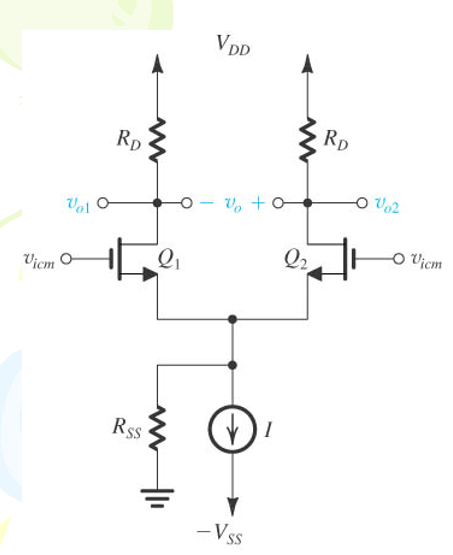 V_DD
R_D R_D
v_o1 − v_o + v_o2
v_icm Q_1 Q_2 v_icm
R_SS I
−V_SS